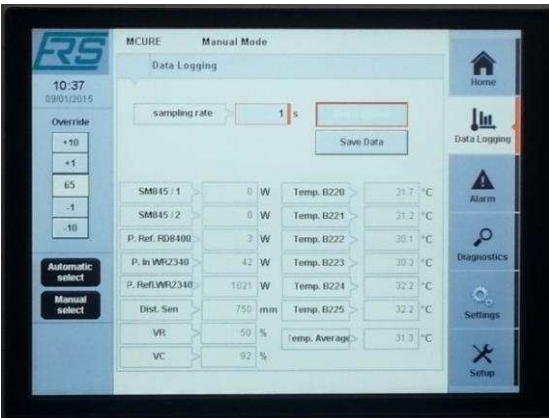 ERS
MCURE Manual Mode
Data Logging
10:37
09/01/2015
Override
+10
+1
65
-1
-10
Automatic
select
Manual
select
sampling rate 1 s
Save Data
SM845 / 1 0 W Temp. B220 31.7 °C
SM845 / 2 0 W Temp. B221 31.2 °C
P. Ref. RD8400 3 W Temp. B222 30.1 °C
P. In WR2340 42 W Temp. B223 30.3 °C
P. Refl.WR2340 1021 W Temp. B224 32.2 °C
Dist. Sen 750 mm Temp. B225 32.2 °C
VR 50 % Temp. Average 31.3 °C
VC 92 %
Home
Data Logging
Alarm
Diagnostics
Settings
Setup